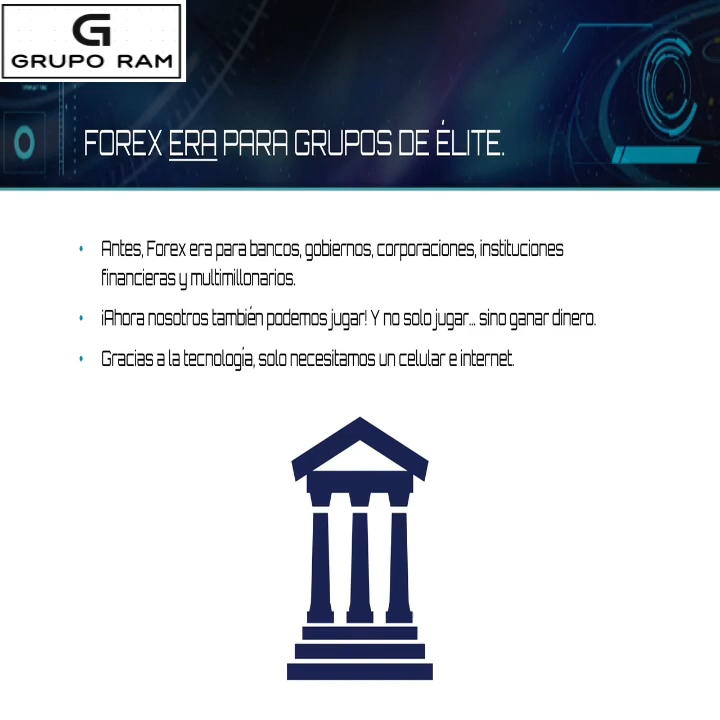 GRUPO RAM
FOREX ERA PARA GRUPOS DE ÉLITE.
• Antes, Forex era para bancos, gobiernos, corporaciones, instituciones
financieras y multimillonarios.
• ¡Ahora nosotros también podemos jugar! Y no solo jugar... sino ganar dinero.
• Gracias a la tecnología, solo necesitamos un celular e internet.